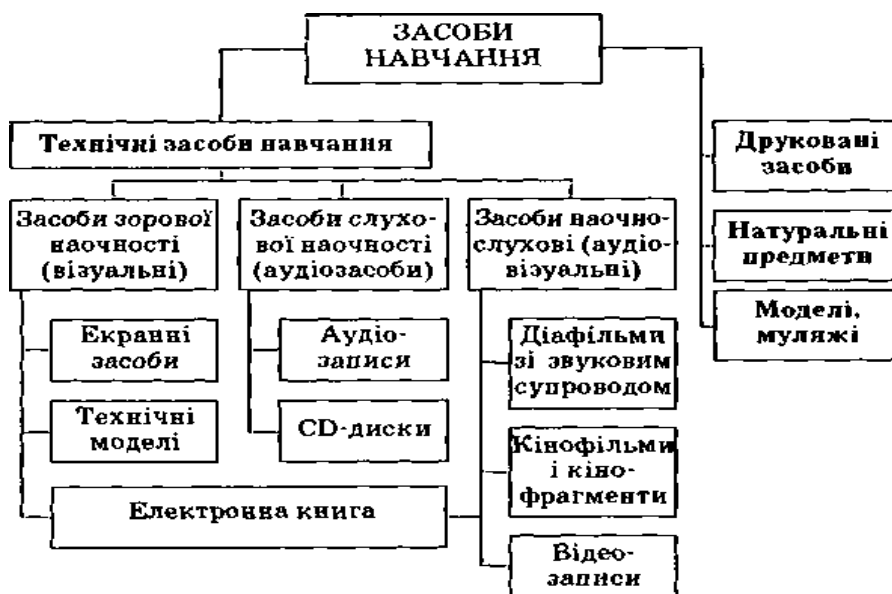 ЗАСОБИ
НАВЧАННЯ
Технічні засоби навчання
Засоби зорової
наочності
(візуальні)
Засоби слухо-
вої наочності
(аудіозасоби)
Засоби наочно-
слухові (аудіо-
візуальні)
Екранні
засоби
Технічні
моделі
Аудіо-
записи
CD-диски
Електронна книга
Діафільми
зі звуковим
супроводом
Кінофільми
і кіно-
фрагменти
Відео-
записи
Друковані
засоби
Натуральні
предмети
Моделі,
муляжі